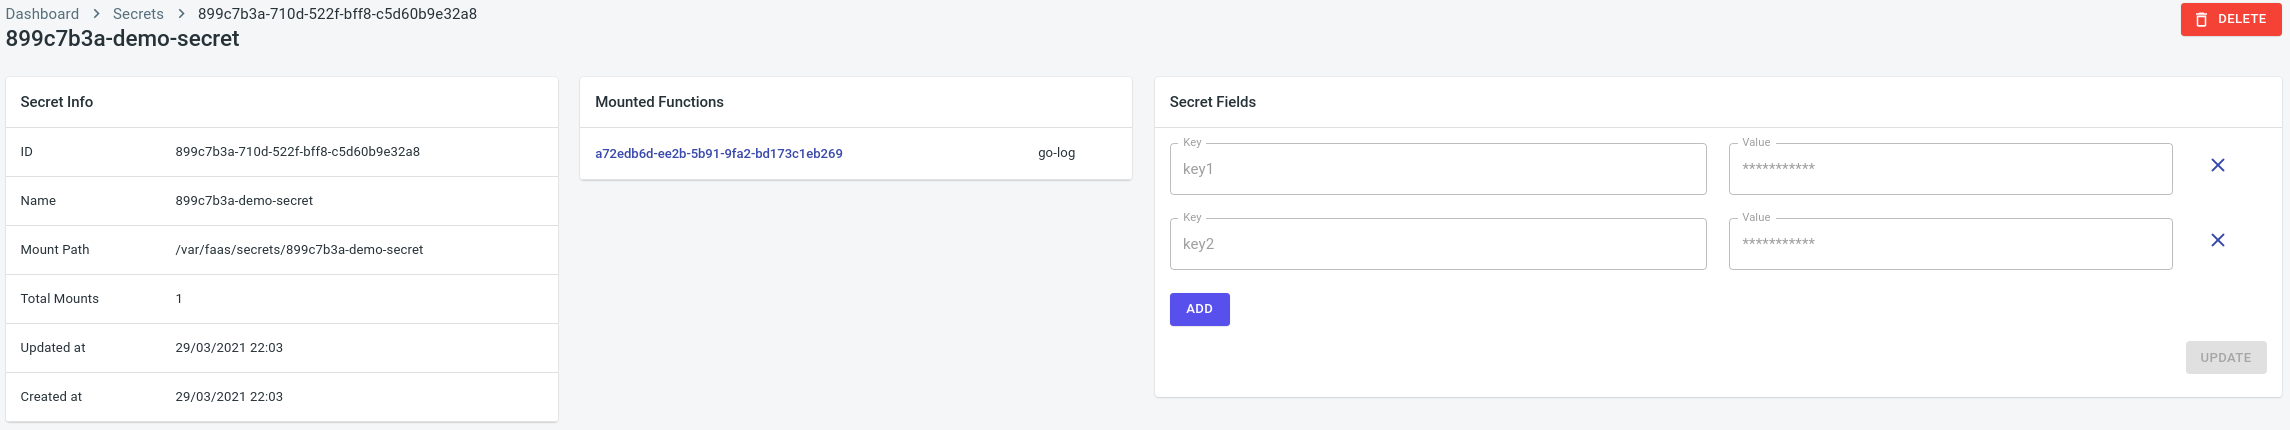 Dashboard > Secrets > 899c7b3a-710d-522f-bff8-c5d60b9e32a8
899c7b3a-demo-secret
DELETE
Secret Info
ID 899c7b3a-710d-522f-bff8-c5d60b9e32a8
Name 899c7b3a-demo-secret
Mount Path /var/faas/secrets/899c7b3a-demo-secret
Total Mounts 1
Updated at 29/03/2021 22:03
Created at 29/03/2021 22:03
Mounted Functions
a72edb6d-ee2b-5b91-9fa2-bd173c1eb269 go-log
Secret Fields
Key Value
key1 ***********
Key Value
key2 ***********
ADD
UPDATE